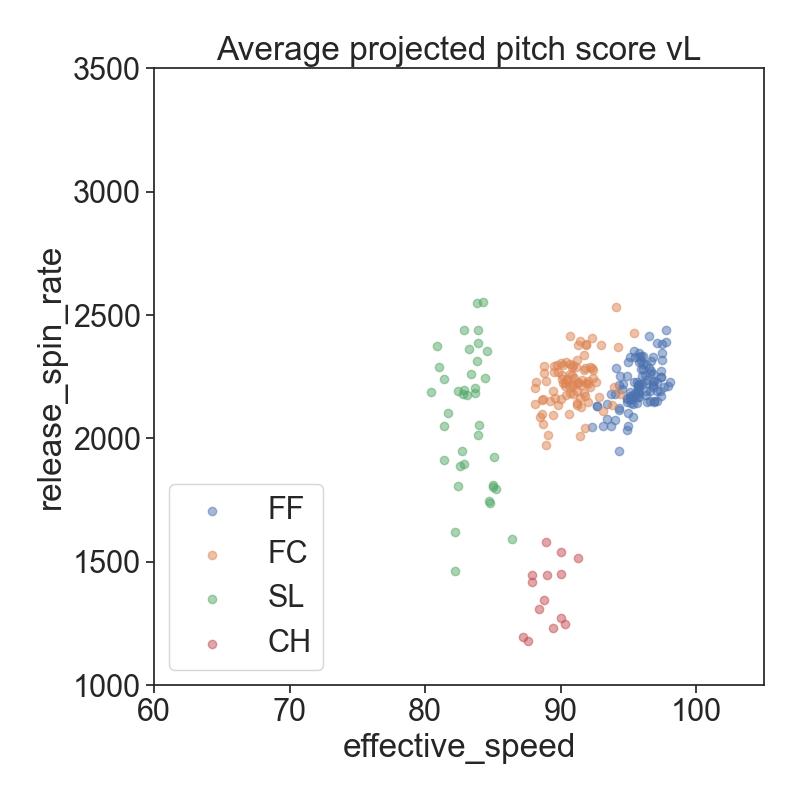 Average projected pitch score vL
3500
3000
2500
2000
1500
1000
release_spin_rate
FF
FC
SL
CH
60
70
80
90
100
effective_speed